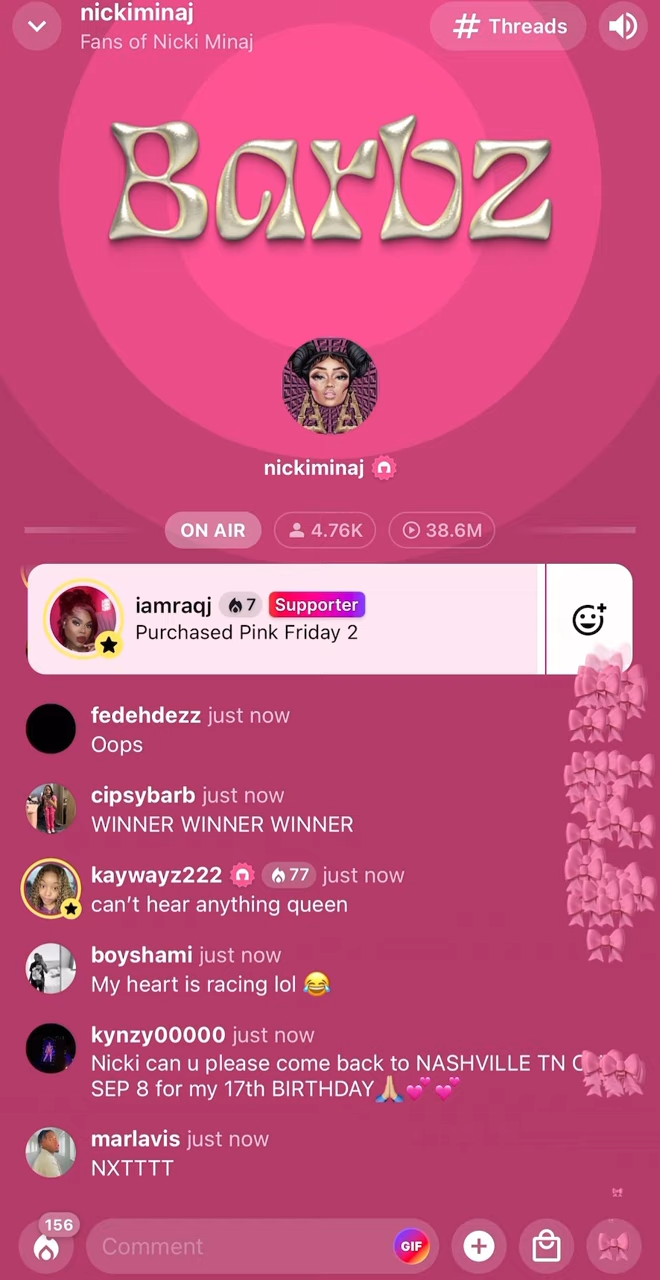 nickiminaj
Fans of Nicki Minaj
# Threads
Barbz
nickiminaj
ON AIR 4.76K 38.6M
iamraqj 7 Supporter
Purchased Pink Friday 2
fedehdezz just now
Oops
cipsybarb just now
WINNER WINNER WINNER
kaywayz222 77 just now
can't hear anything queen
boyshami just now
My heart is racing lol 😂
kynzy00000 just now
Nicki can u please come back to NASHVILLE TN
SEP 8 for my 17th BIRTHDAY🙏🏼💕💕
marlavis just now
NXTTTT
156
Comment GIF